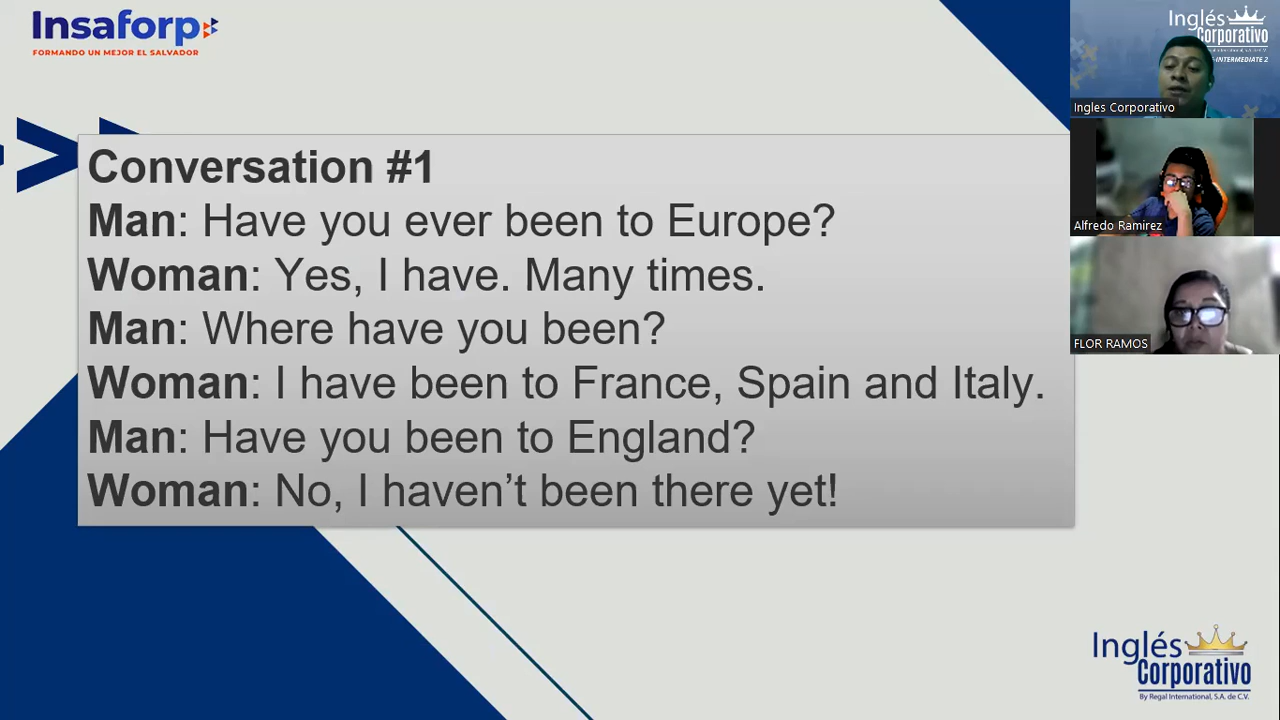 Insaforp
FORMANDO UN MEJOR EL SALVADOR
Conversation #1
Man: Have you ever been to Europe?
Woman: Yes, I have. Many times.
Man: Where have you been?
Woman: I have been to France, Spain and Italy.
Man: Have you been to England?
Woman: No, I haven’t been there yet!
Inglés
Corporativo
INTERMEDIATE 2
Ingles Corporativo
Alfredo Ramirez
FLOR RAMOS
Inglés
Corporativo
By Regal International, S.A. de C.V.